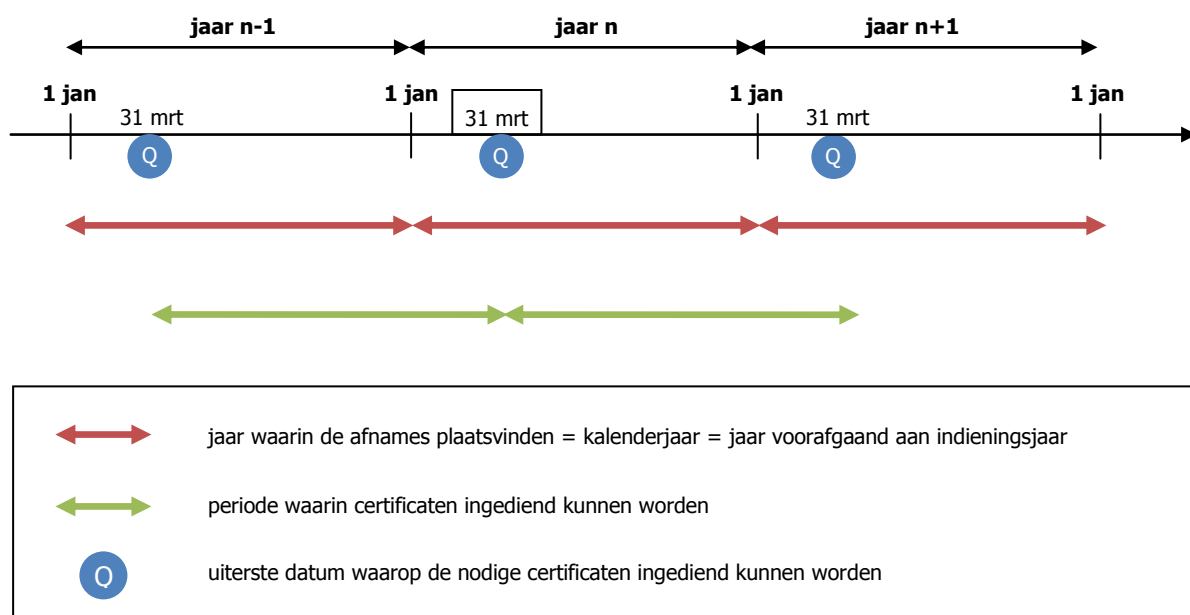 jaar n-1 jaar n jaar n+1
1 jan 1 jan 1 jan 1 jan
31 mrt 31 mrt 31 mrt
Q Q Q
jaar waarin de afnames plaatsvinden = kalenderjaar = jaar voorafgaand aan indieningsjaar
periode waarin certificaten ingediend kunnen worden
Q uiterste datum waarop de nodige certificaten ingediend kunnen worden